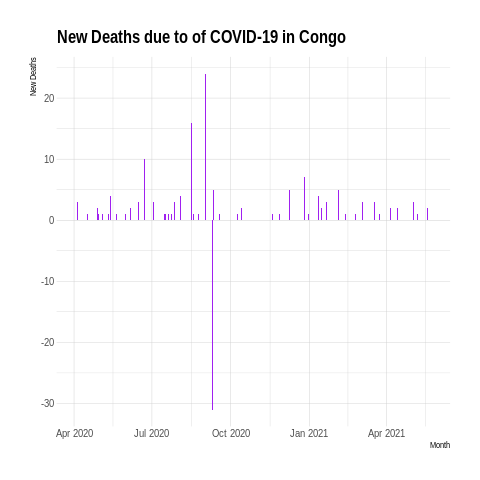 New Deaths due to of COVID-19 in Congo
New Deaths
20
10
0
-10
-20
-30
Apr 2020 Jul 2020 Oct 2020 Jan 2021 Apr 2021
Month